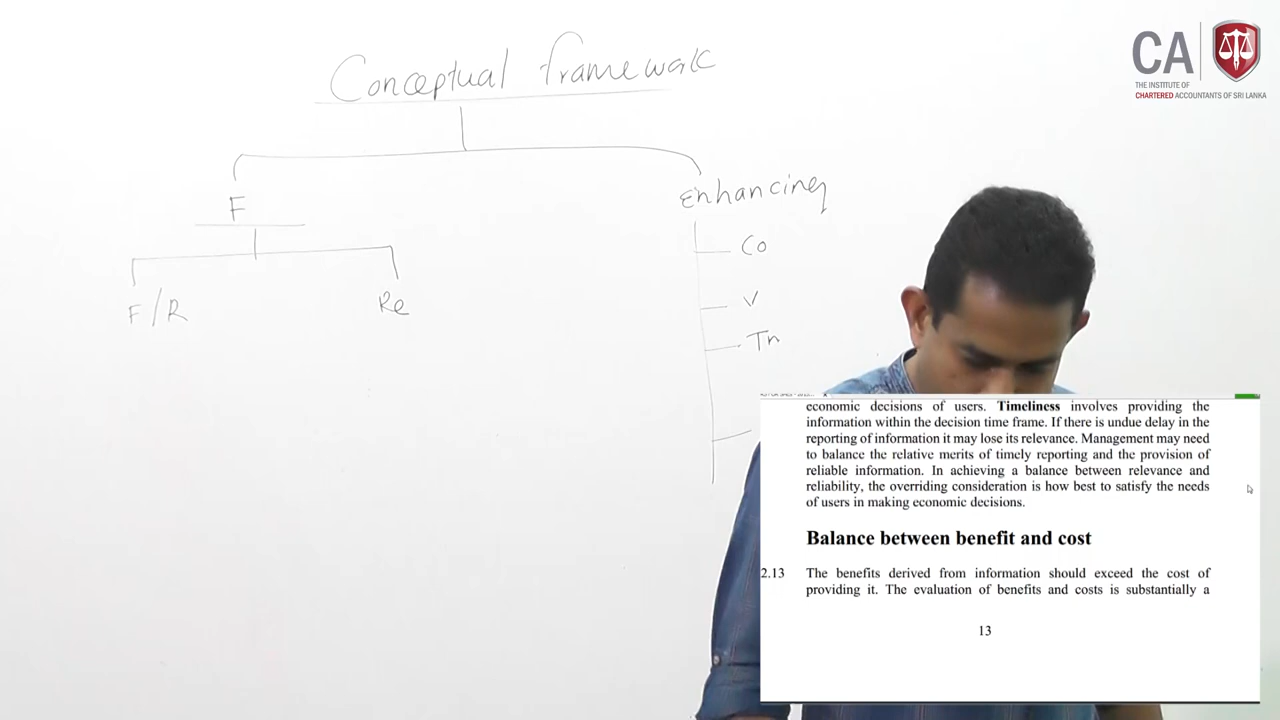 Conceptual framework
F
Enhancing
F/R
Re
Co
V
Tn
CA
THE INSTITUTE OF
CHARTERED ACCOUNTANTS OF SRI LANKA
economic decisions of users. Timeliness involves providing the
information within the decision time frame. If there is undue delay in the
reporting of information it may lose its relevance. Management may need
to balance the relative merits of timely reporting and the provision of
reliable information. In achieving a balance between relevance and
reliability, the overriding consideration is how best to satisfy the needs
of users in making economic decisions.
Balance between benefit and cost
2.13 The benefits derived from information should exceed the cost of
providing it. The evaluation of benefits and costs is substantially a
13